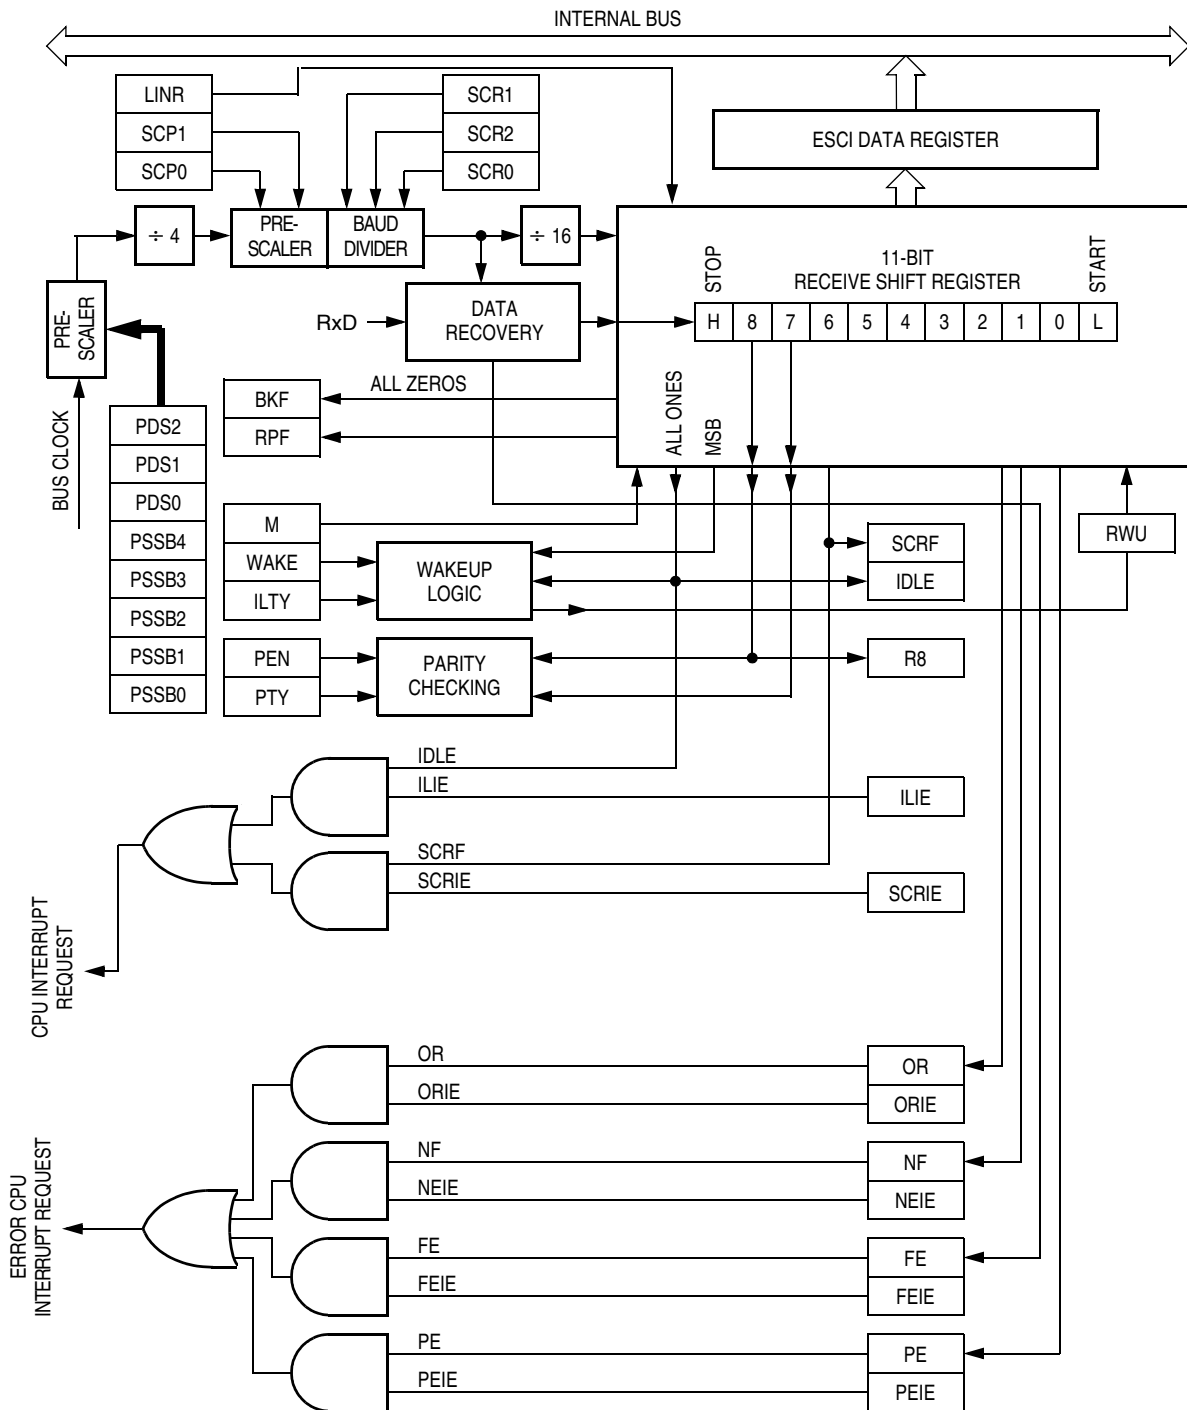 INTERNAL BUS
LINR
SCP1
SCP0
SCR1
SCR2
SCR0
ESCI DATA REGISTER
÷ 4
PRE-
SCALER
BAUD
DIVIDER
÷ 16
PRE-
SCALER
BUS CLOCK
RxD
DATA
RECOVERY
11-BIT
RECEIVE SHIFT REGISTER
STOP
START
H 8 7 6 5 4 3 2 1 0 L
ALL ZEROS
ALL ONES
MSB
BKF
RPF
PDS2
PDS1
PDS0
PSSB4
PSSB3
PSSB2
PSSB1
PSSB0
M
WAKE
ILTY
WAKEUP
LOGIC
PEN
PTY
PARITY
CHECKING
SCRF
IDLE
RWU
R8
IDLE
ILIE
ILIE
SCRF
SCRIE
SCRIE
CPU INTERRUPT
REQUEST
OR
ORIE
OR
ORIE
NF
NEIE
NF
NEIE
FE
FEIE
FE
FEIE
PE
PEIE
PE
PEIE
ERROR CPU
INTERRUPT REQUEST